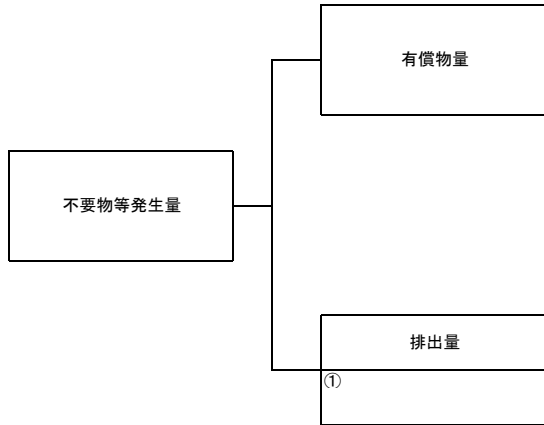 有償物量
不要物等発生量
排出量
①